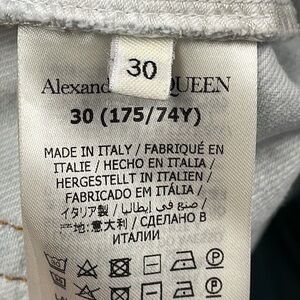 30
Alexand QUEEN
30 (175/74Y)
MADE IN ITALY / FABRIQUÉ EN
ITALIE / HECHO EN ITALIA /
HERGESTELLT IN ITALIEN /
FABRICADO EM ITÁLIA /
イタリア製 / صنع في إيطاليا /
产地:意大利 / СДЕЛАНО В
ИТАЛИИ
P
P